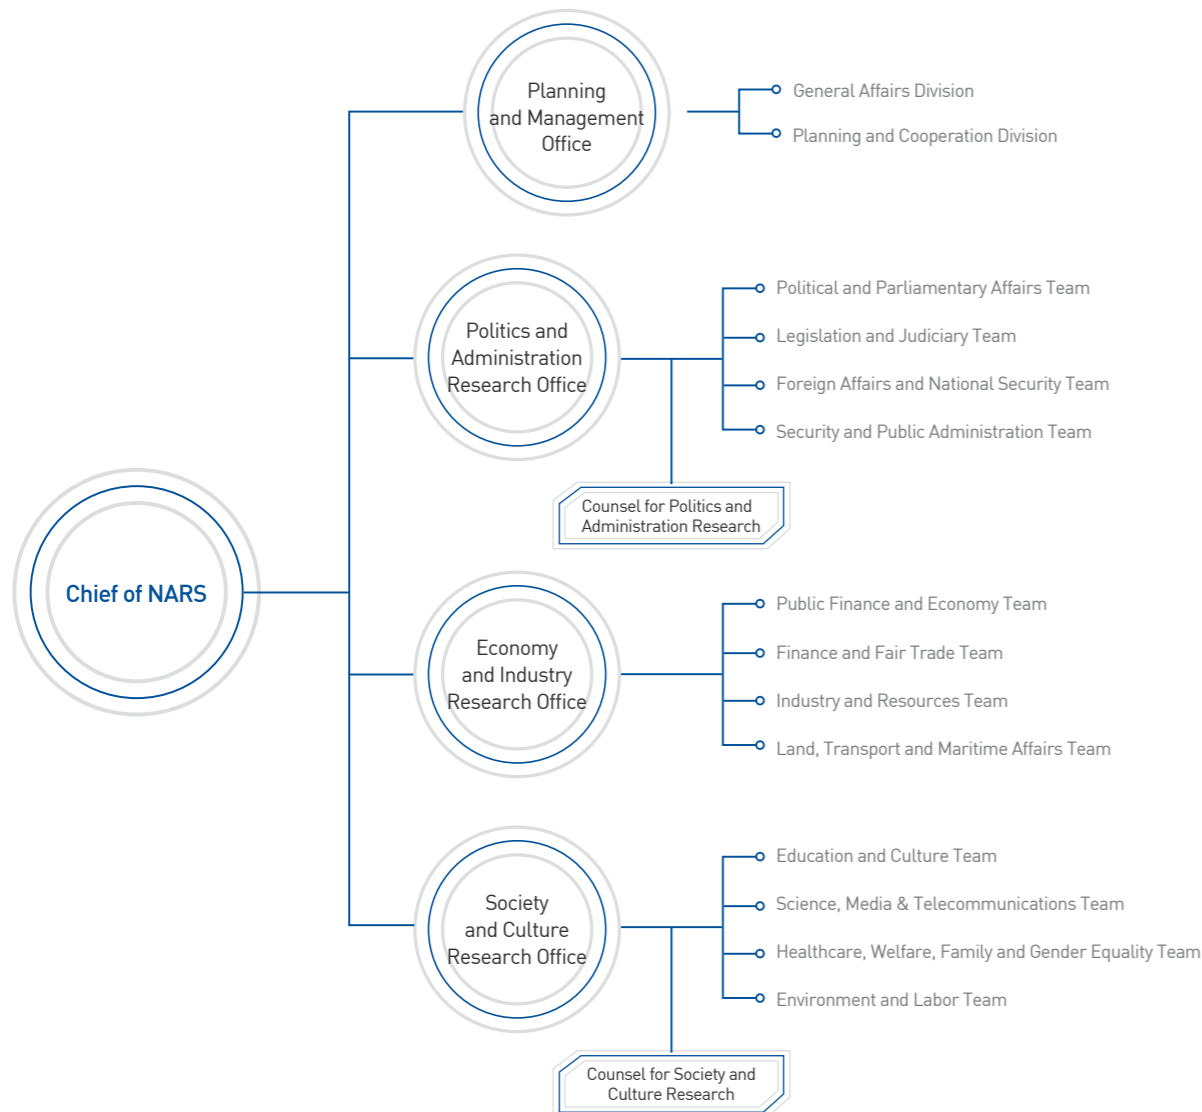 Planning
and Management
Office
General Affairs Division
Planning and Cooperation Division
Politics and
Administration
Research Office
Political and Parliamentary Affairs Team
Legislation and Judiciary Team
Foreign Affairs and National Security Team
Security and Public Administration Team
Counsel for Politics and
Administration Research
Chief of NARS
Economy
and Industry
Research Office
Public Finance and Economy Team
Finance and Fair Trade Team
Industry and Resources Team
Land, Transport and Maritime Affairs Team
Society
and Culture
Research Office
Education and Culture Team
Science, Media & Telecommunications Team
Healthcare, Welfare, Family and Gender Equality Team
Environment and Labor Team
Counsel for Society and
Culture Research